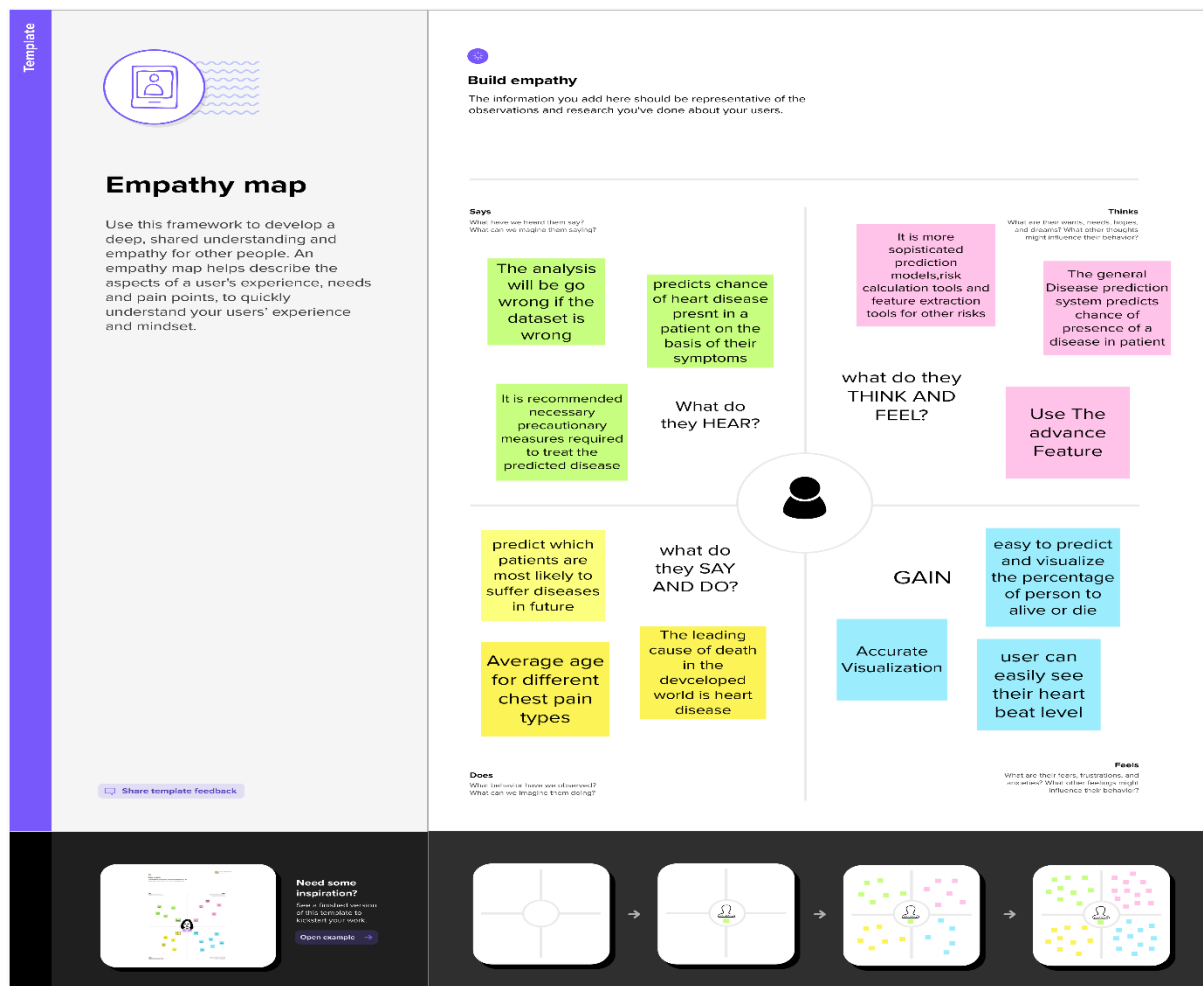 Template
Empathy map
Use this framework to develop a
deep, shared understanding and
empathy for other people. An
empathy map helps describe the
aspects of a user's experience, needs
and pain points, to quickly
understand your users' experience
and mindset.
Share template feedback
Build empathy
The information you add here should be representative of the
observations and research you've done about your users.
Says
What have we heard them say?
What can we magine them saying?
The analysis
will be go
wrong if the
dataset is
wrong
predicts chance
of heart disease
presnt in a
patient on the
basis of their
symptoms
It is recommended
necessary
precautionary
measures required
to treat the
predicted disease
What do
they HEAR?
Thinks
What are their wants, needs, hopes,
and dreams? What other thoughts
might influence their behavior?
It is more
sopisticated
prediction
models,risk
calculation tools and
feature extraction
tools for other risks
The general
Disease prediction
system predicts
chance of
presence of a
disease in patient
what do they
THINK AND
FEEL?
Use The
advance
Feature
predict which
patients are
most likely to
suffer diseases
in future
what do
they SAY
AND DO?
Average age
for different
chest pain
types
The leading
cause of death
in the
devceloped
world is heart
disease
Does
What behavior have we observed?
What can we imagine them doing?
GAIN
easy to predict
and visualize
the percentage
of person to
alive or die
Accurate
Visualization
user can
easily see
their heart
beat level
Feels
What are their fears, frustrations, and
anxieties? What other feelings might
influence their behavior?
Need some
inspiration?
See a finished version
of this template to
kickstart your work.
Open example